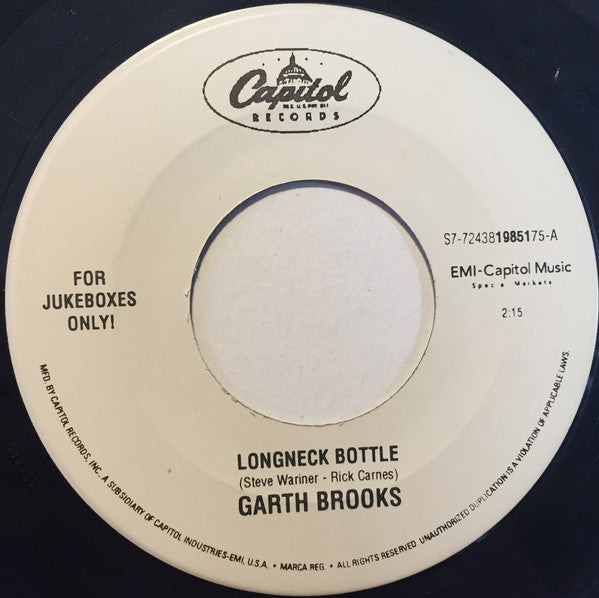 Capitol
RECORDS
S7-724381985175-A
EMI-Capitol Music
Special Markets
2:15
FOR
JUKEBOXES
ONLY!
LONGNECK BOTTLE
(Steve Wariner - Rick Carnes)
GARTH BROOKS
MFD. BY CAPITOL RECORDS, INC. A SUBSIDIARY OF CAPITOL INDUSTRIES-EMI, U.S.A. • MARCA REG. • ALL RIGHTS RESERVED. UNAUTHORIZED DUPLICATION IS A VIOLATION OF APPLICABLE LAWS.